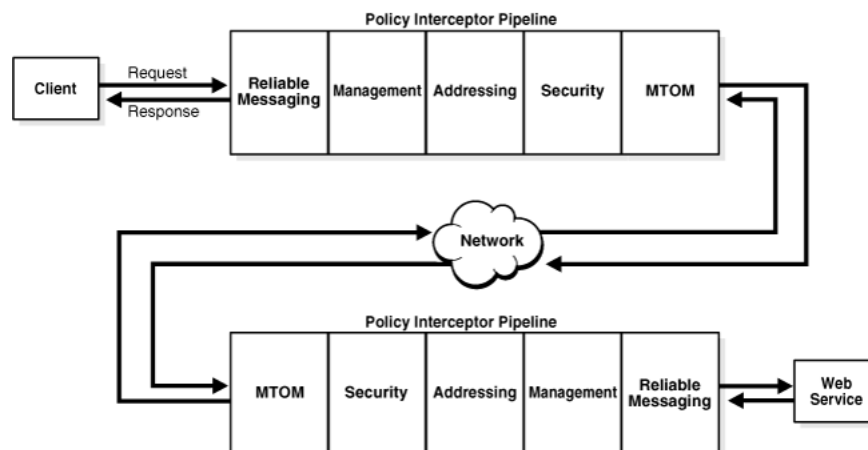 Policy Interceptor Pipeline
Client
Request
Response
Reliable
Messaging
Management
Addressing
Security
MTOM
Network
Policy Interceptor Pipeline
MTOM
Security
Addressing
Management
Reliable
Messaging
Web
Service